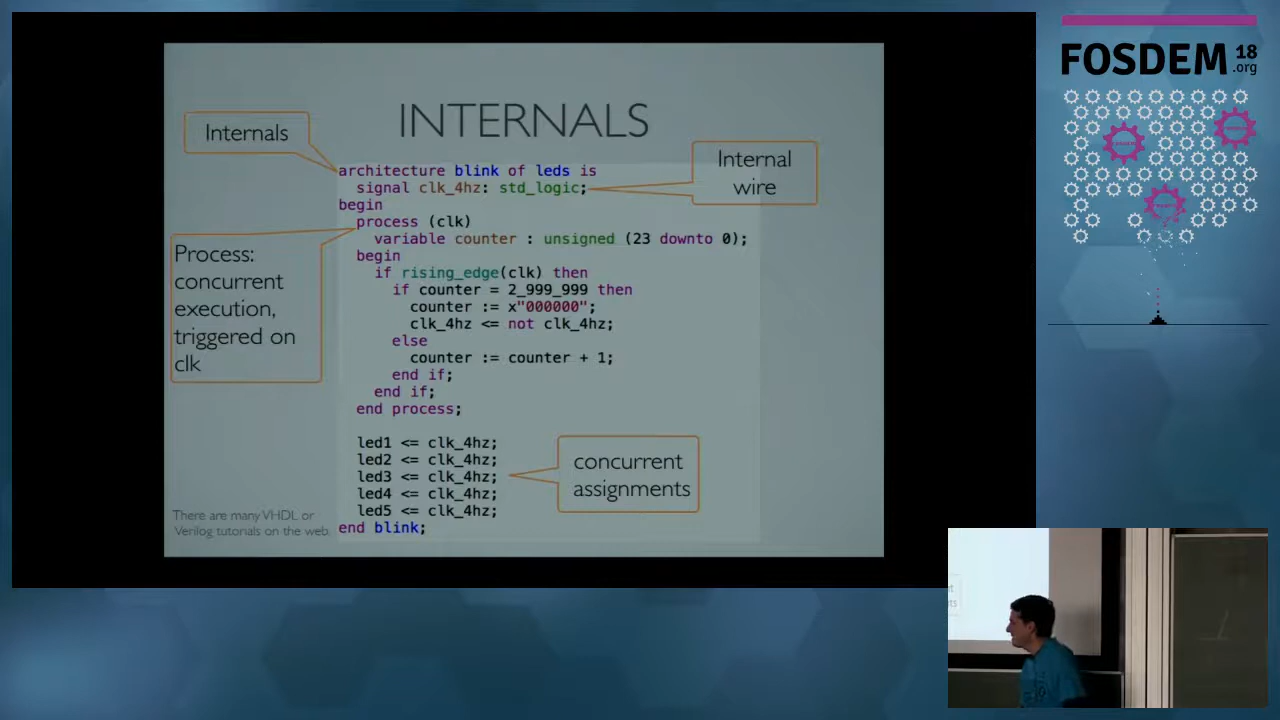 INTERNALS
Internals
Internal
wire
architecture blink of leds is
signal clk_4hz: std_logic;
begin
process (clk)
variable counter : unsigned (23 downto 0);
begin
if rising_edge(clk) then
if counter = 2_999_999 then
counter := x"000000";
clk_4hz <= not clk_4hz;
else
counter := counter + 1;
end if;
end if;
end process;
led1 <= clk_4hz;
led2 <= clk_4hz;
led3 <= clk_4hz;
led4 <= clk_4hz;
led5 <= clk_4hz;
end blink;
Process:
concurrent
execution,
triggered on
clk
concurrent
assignments
There are many VHDL or
Verilog tutorials on the web.
FOSDEM 18
.org